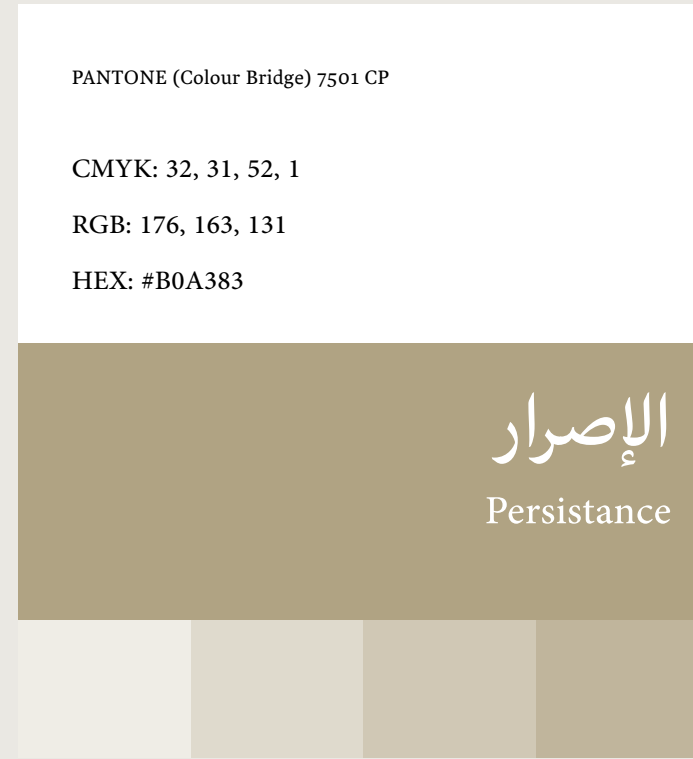 PANTONE (Colour Bridge) 7501 CP
CMYK: 32, 31, 52, 1
RGB: 176, 163, 131
HEX: #B0A383
الإصرار
Persistance